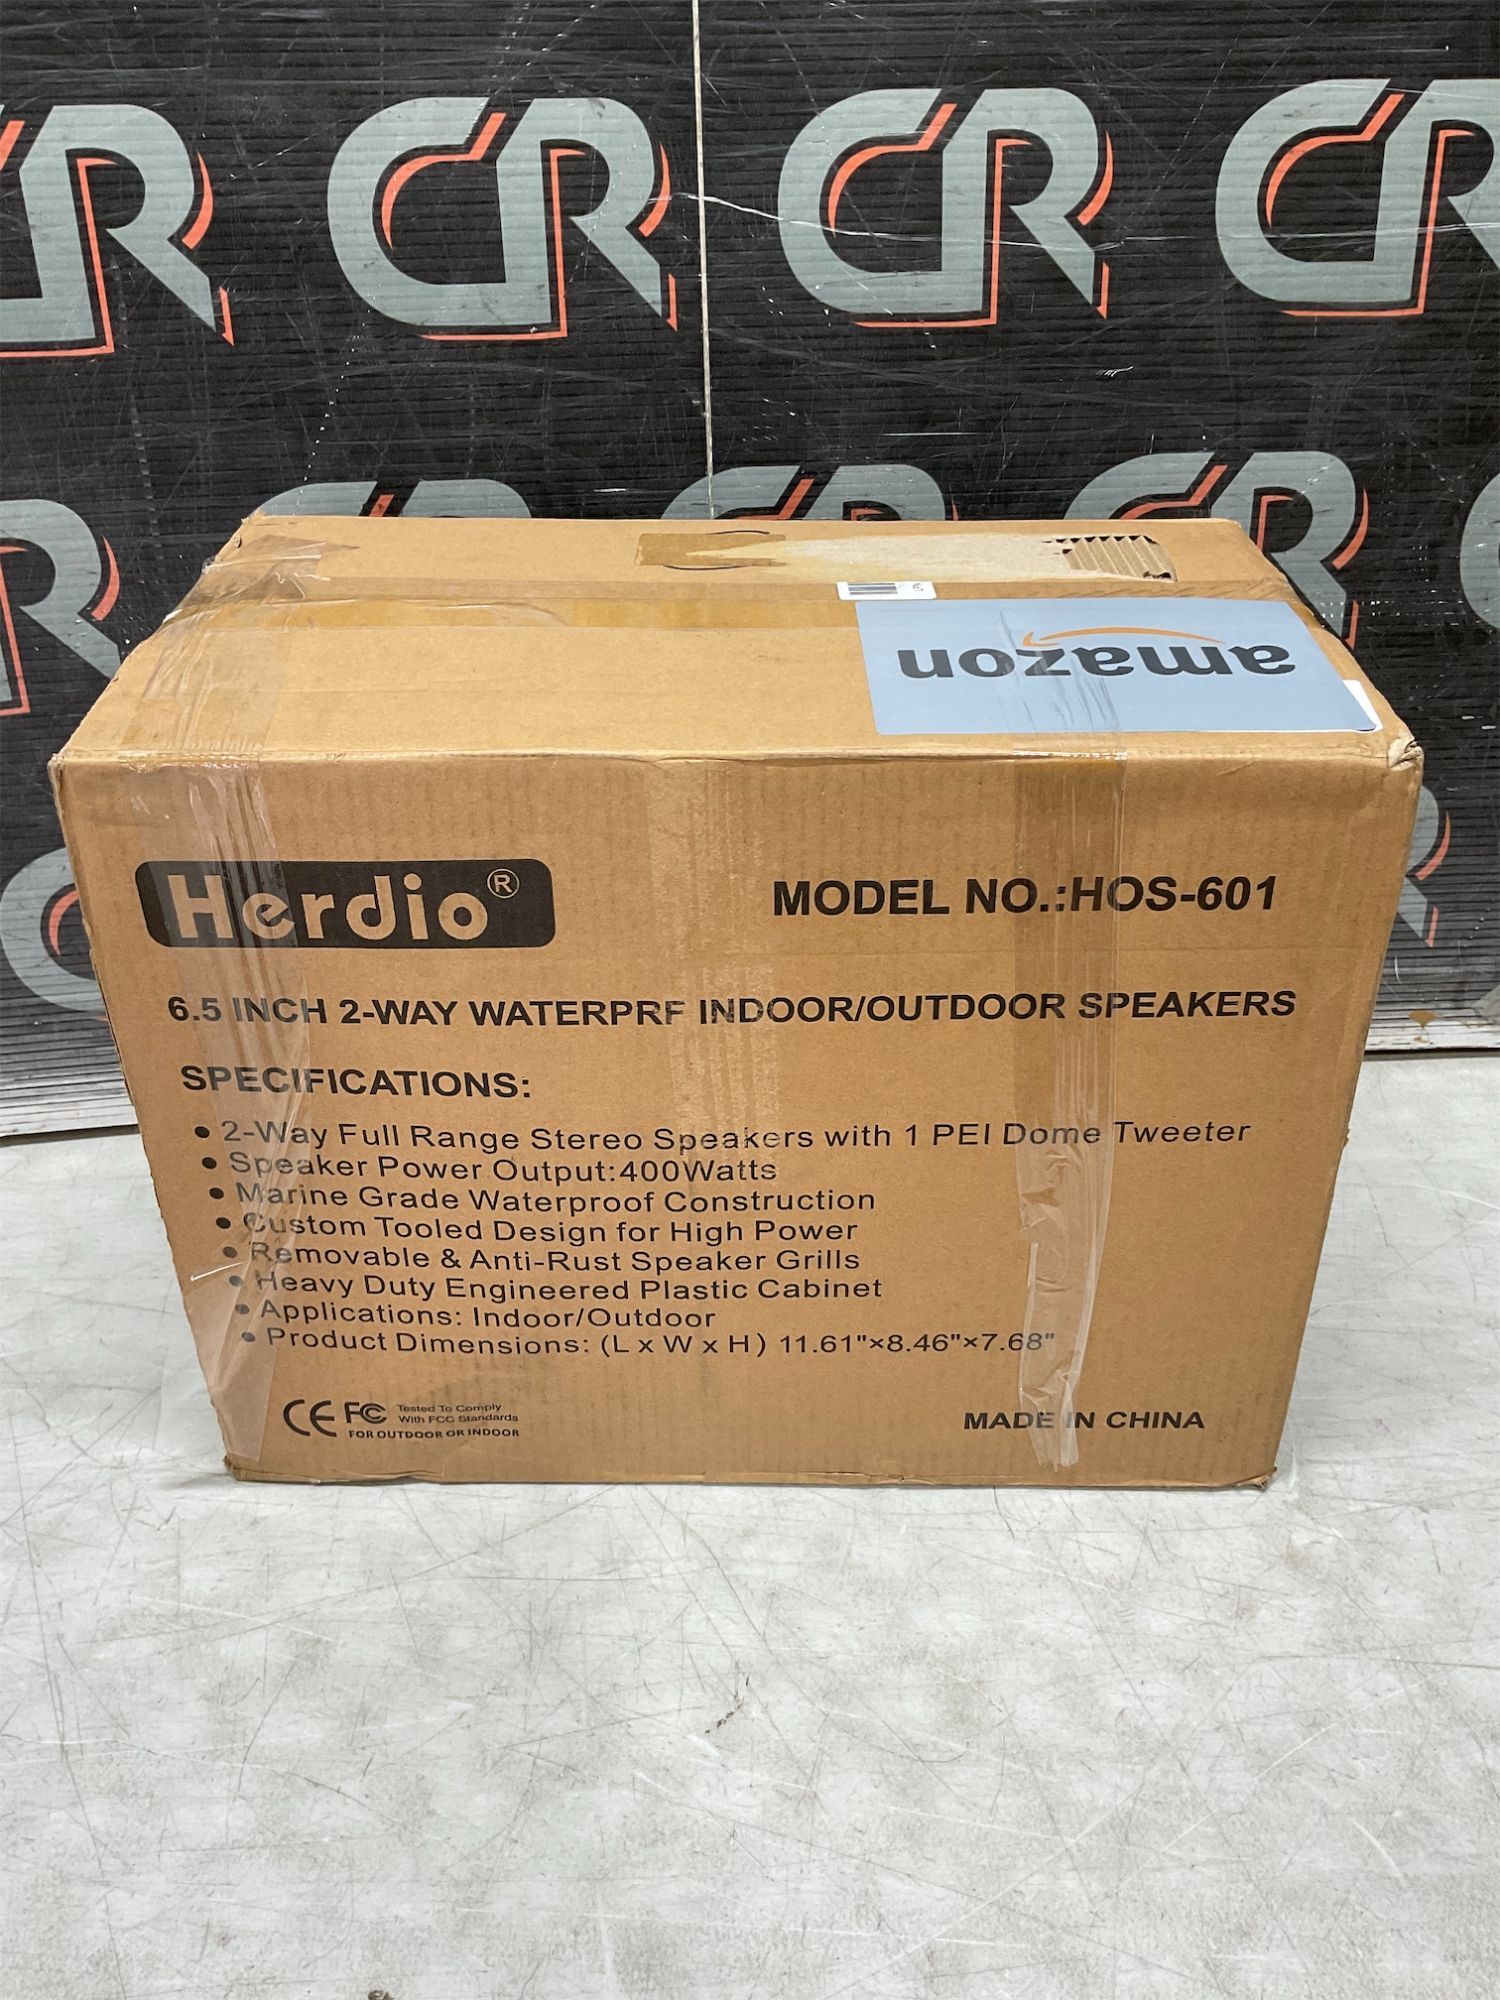 CR CR CR CR
amazon
Herdio®
MODEL NO.:HOS-601
6.5 INCH 2-WAY WATERPRF INDOOR/OUTDOOR SPEAKERS
SPECIFICATIONS:
• 2-Way Full Range Stereo Speakers with 1 PEI Dome Tweeter
• Speaker Power Output:400Watts
• Marine Grade Waterproof Construction
• Custom Tooled Design for High Power
• Removable & Anti-Rust Speaker Grills
• Heavy Duty Engineered Plastic Cabinet
• Applications: Indoor/Outdoor
• Product Dimensions: (L x W x H) 11.61"×8.46"×7.68"
CE FC Tested To Comply
With FCC Standards
FOR OUTDOOR OR INDOOR
MADE IN CHINA